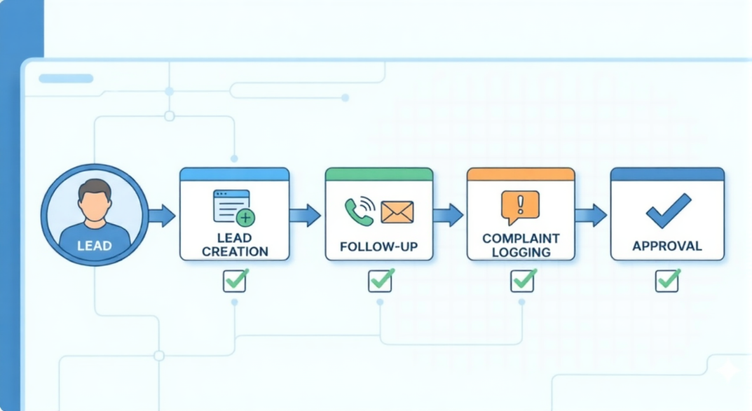 LEAD
LEAD
CREATION
FOLLOW-UP
COMPLAINT
LOGGING
APPROVAL